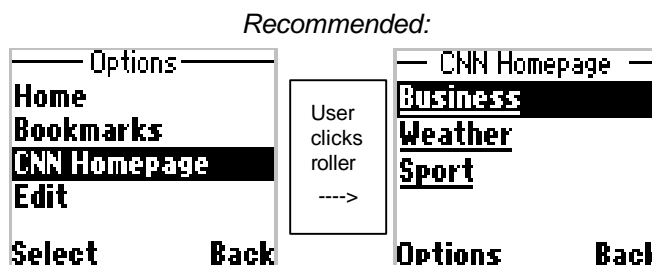 Recommended:
Options
Home
Bookmarks
CNN Homepage
Edit
Select Back
User
clicks
roller
---->
CNN Homepage
Business
Weather
Sport
Options Back